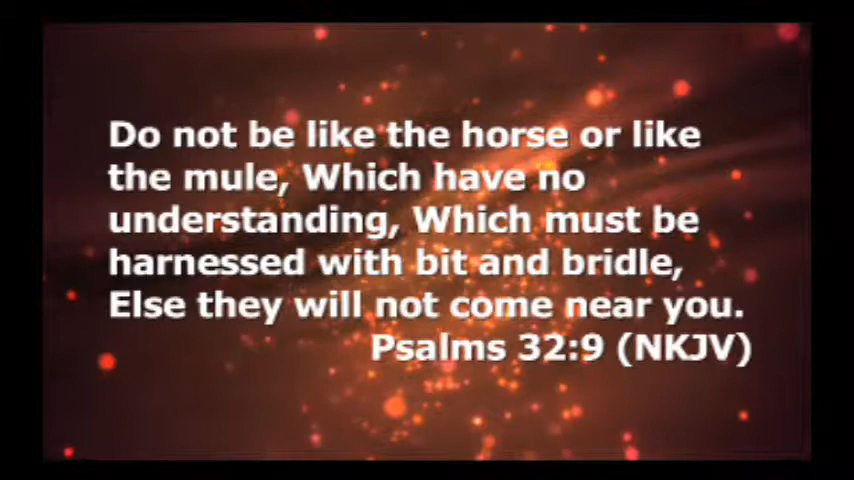 Do not be like the horse or like
the mule, Which have no
understanding, Which must be
harnessed with bit and bridle,
Else they will not come near you.
Psalms 32:9 (NKJV)